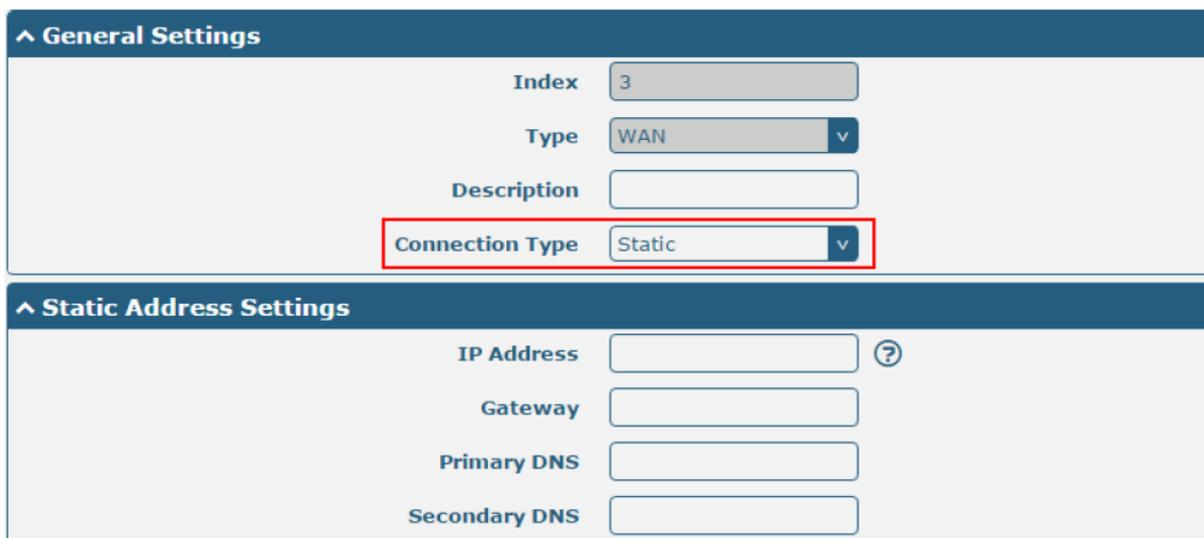 General Settings
Index 3
Type WAN v
Description
Connection Type Static v
Static Address Settings
IP Address ?
Gateway
Primary DNS
Secondary DNS